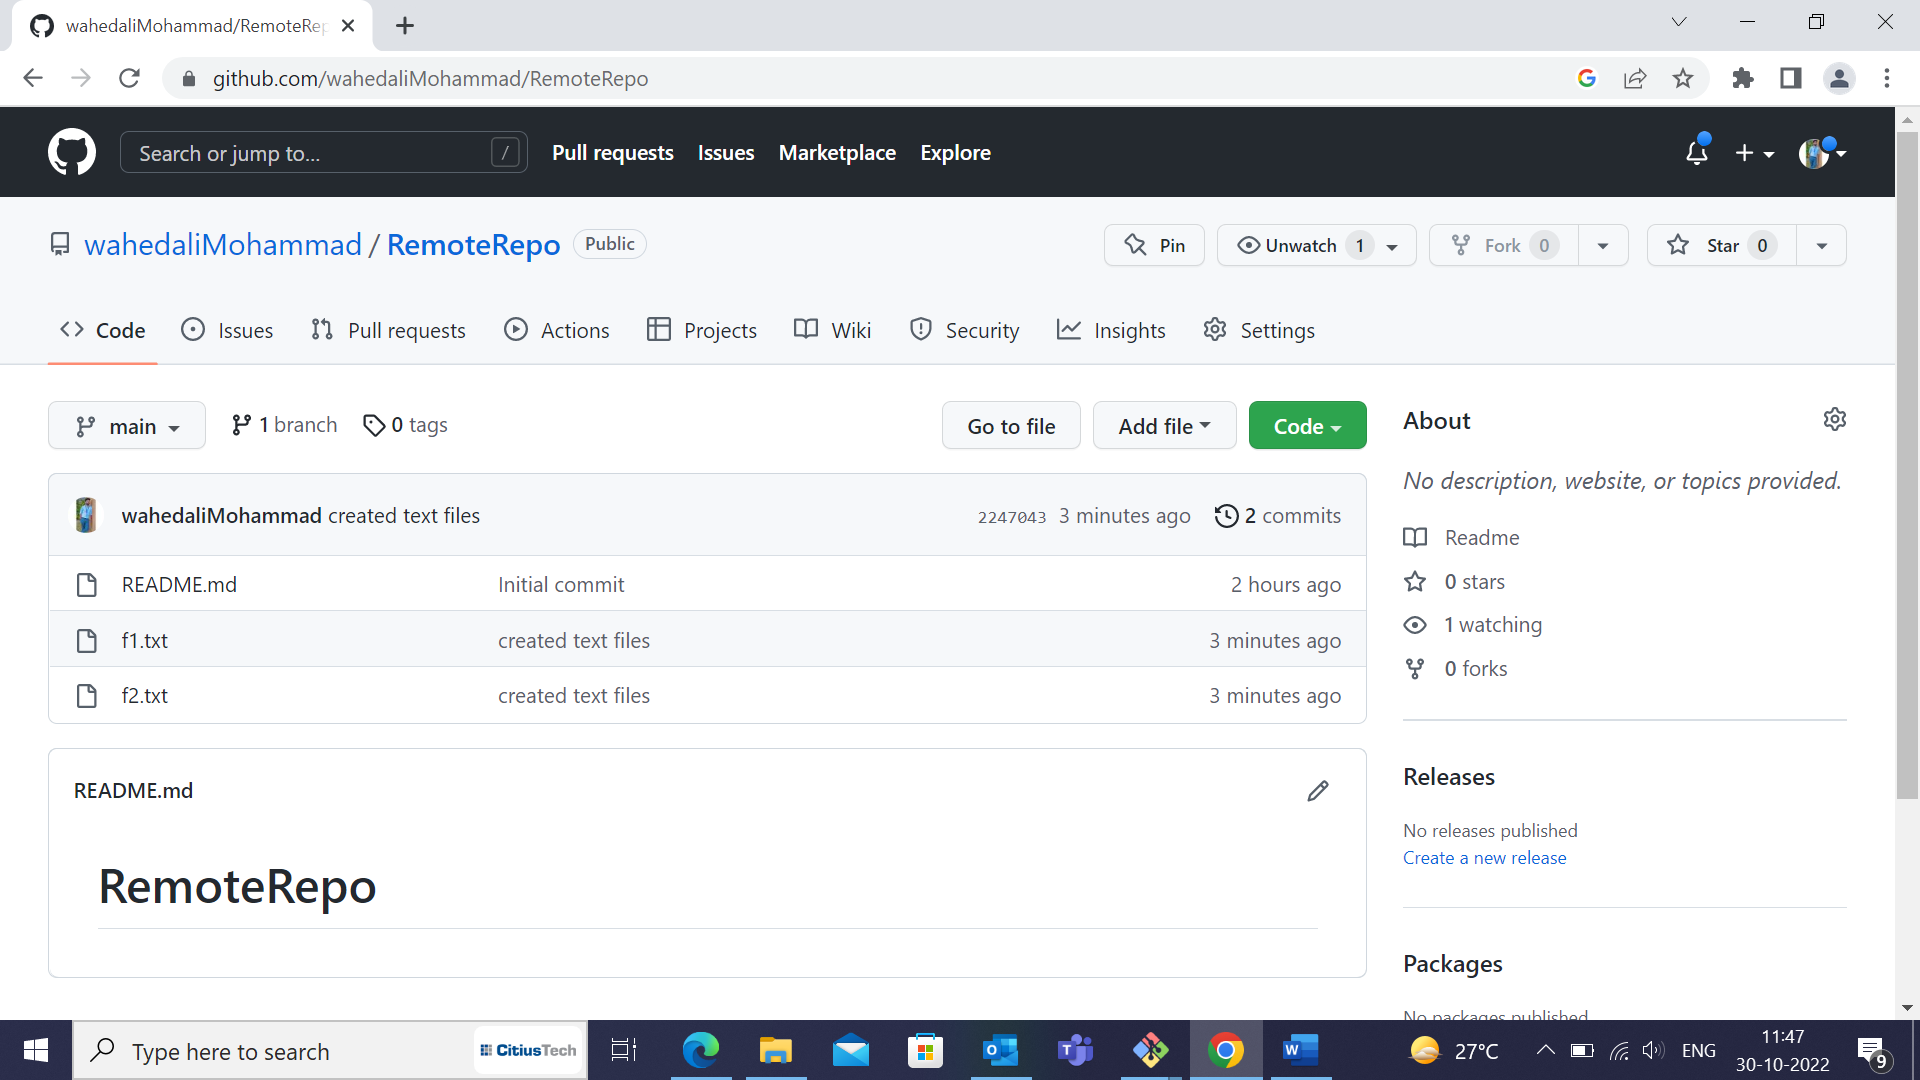 wahedaliMohammad/RemoteRep
github.com/wahedaliMohammad/RemoteRepo
Search or jump to... / Pull requests Issues Marketplace Explore
wahedaliMohammad / RemoteRepo Public Pin Unwatch 1 Fork 0 Star 0
Code Issues Pull requests Actions Projects Wiki Security Insights Settings
main 1 branch 0 tags Go to file Add file Code
wahedaliMohammad created text files 2247043 3 minutes ago 2 commits
README.md Initial commit 2 hours ago
f1.txt created text files 3 minutes ago
f2.txt created text files 3 minutes ago
README.md
RemoteRepo
About
No description, website, or topics provided.
Readme
0 stars
1 watching
0 forks
Releases
No releases published
Create a new release
Packages
No packages published
Type here to search CitiusTech 27°C ENG 11:47
30-10-2022 9